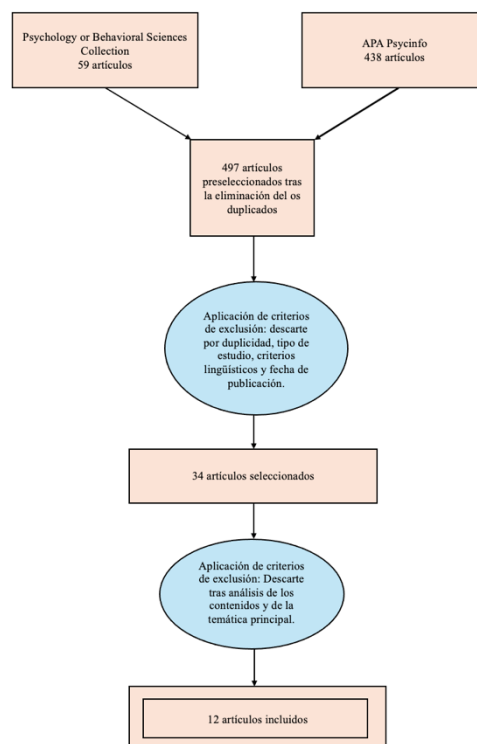 Psychology or Behavioral Sciences
Collection
59 artículos
APA Psycinfo
438 artículos
497 artículos
preseleccionados tras
la eliminación del os
duplicados
Aplicación de criterios
de exclusión: descarte
por duplicidad, tipo de
estudio, criterios
lingüísticos y fecha de
publicación.
34 artículos seleccionados
Aplicación de criterios
de exclusión: Descarte
tras análisis de los
contenidos y de la
temática principal.
12 artículos incluidos